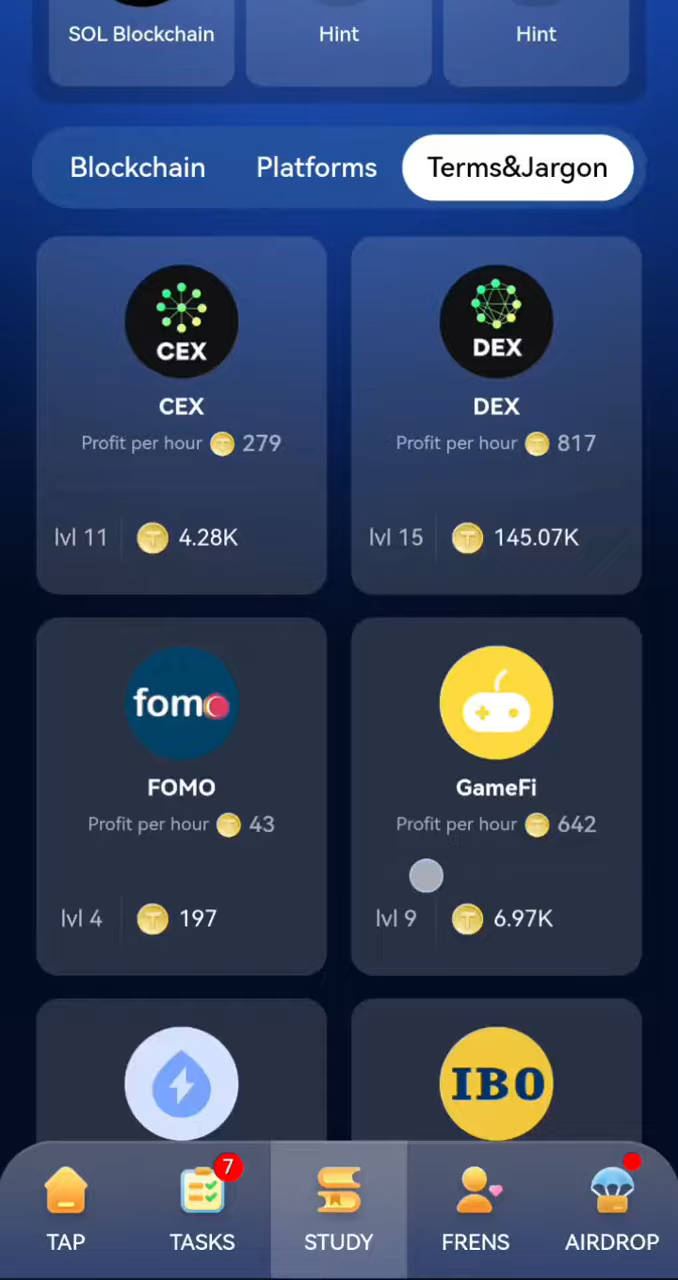 SOL Blockchain
Hint
Hint
Blockchain
Platforms
Terms&Jargon
CEX
DEX
CEX
DEX
Profit per hour 279
Profit per hour 817
lvl 11 4.28K
lvl 15 145.07K
fomo
FOMO
GameFi
Profit per hour 43
Profit per hour 642
lvl 4 197
lvl 9 6.97K
IBO
7
TAP
TASKS
STUDY
FRENS
AIRDROP